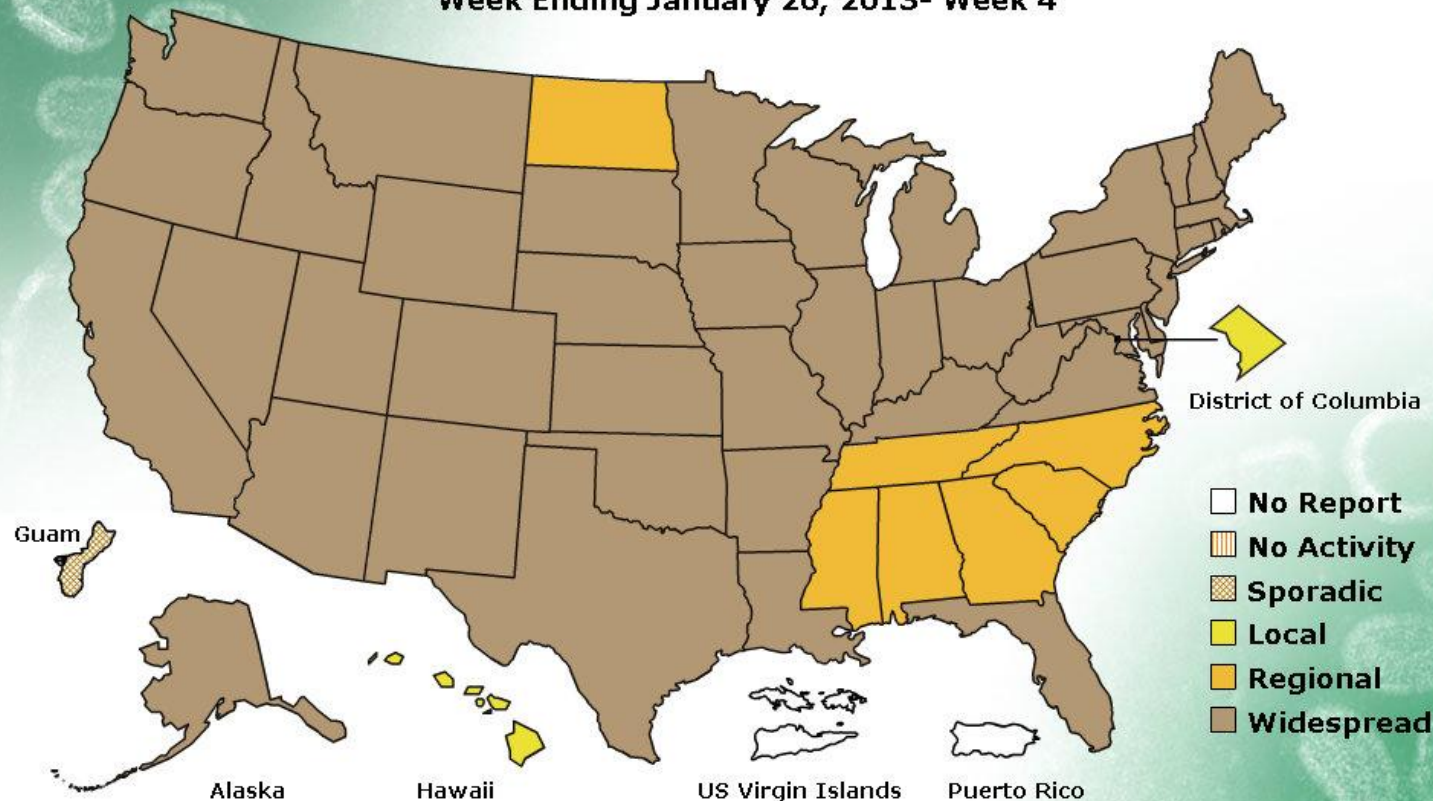 Week Ending January 26, 2013- Week 4
District of Columbia
No Report
No Activity
Guam
Sporadic
Local
Regional
Widespread
Alaska
Hawaii
US Virgin Islands
Puerto Rico